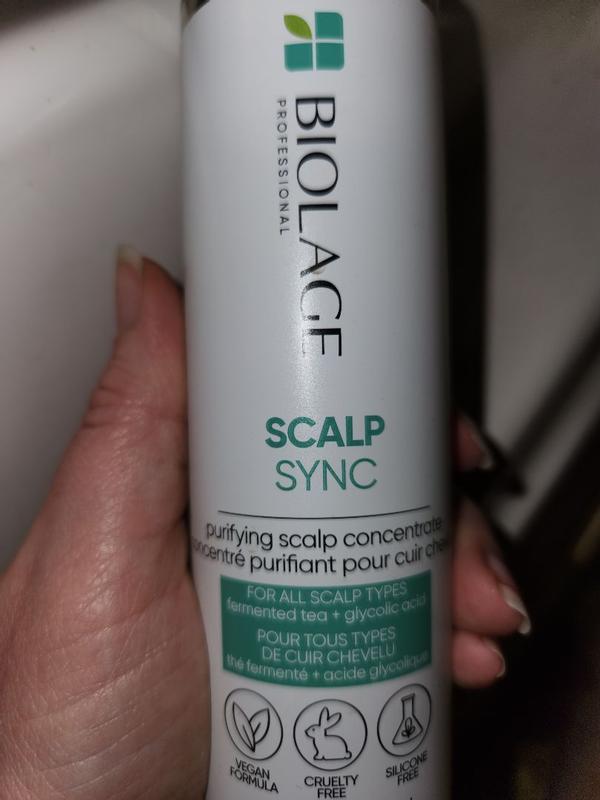 BIOLAGE
PROFESSIONAL
SCALP
SYNC
purifying scalp concentrate
purifiant pour cuir
FOR ALL SCALP TYPES
fermented tea + glycolic acid
POUR TOUS TYPES
DE CUIR CHEVELU
thé fermenté + acide glycolique
VEGAN
FORMULA
CRUELTY
FREE
SILICONE
FREE